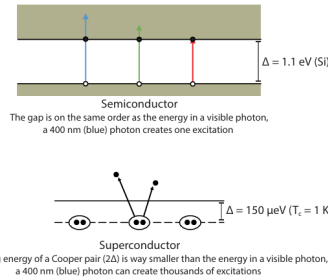 Δ = 1.1 eV (Si)
Semiconductor
The gap is on the same order as the energy in a visible photon,
a 400 nm (blue) photon creates one excitation
Δ = 150 μeV (Tc = 1 K
Superconductor
energy of a Cooper pair (2Δ) is way smaller than the energy in a visible photon,
a 400 nm (blue) photon can create thousands of excitations